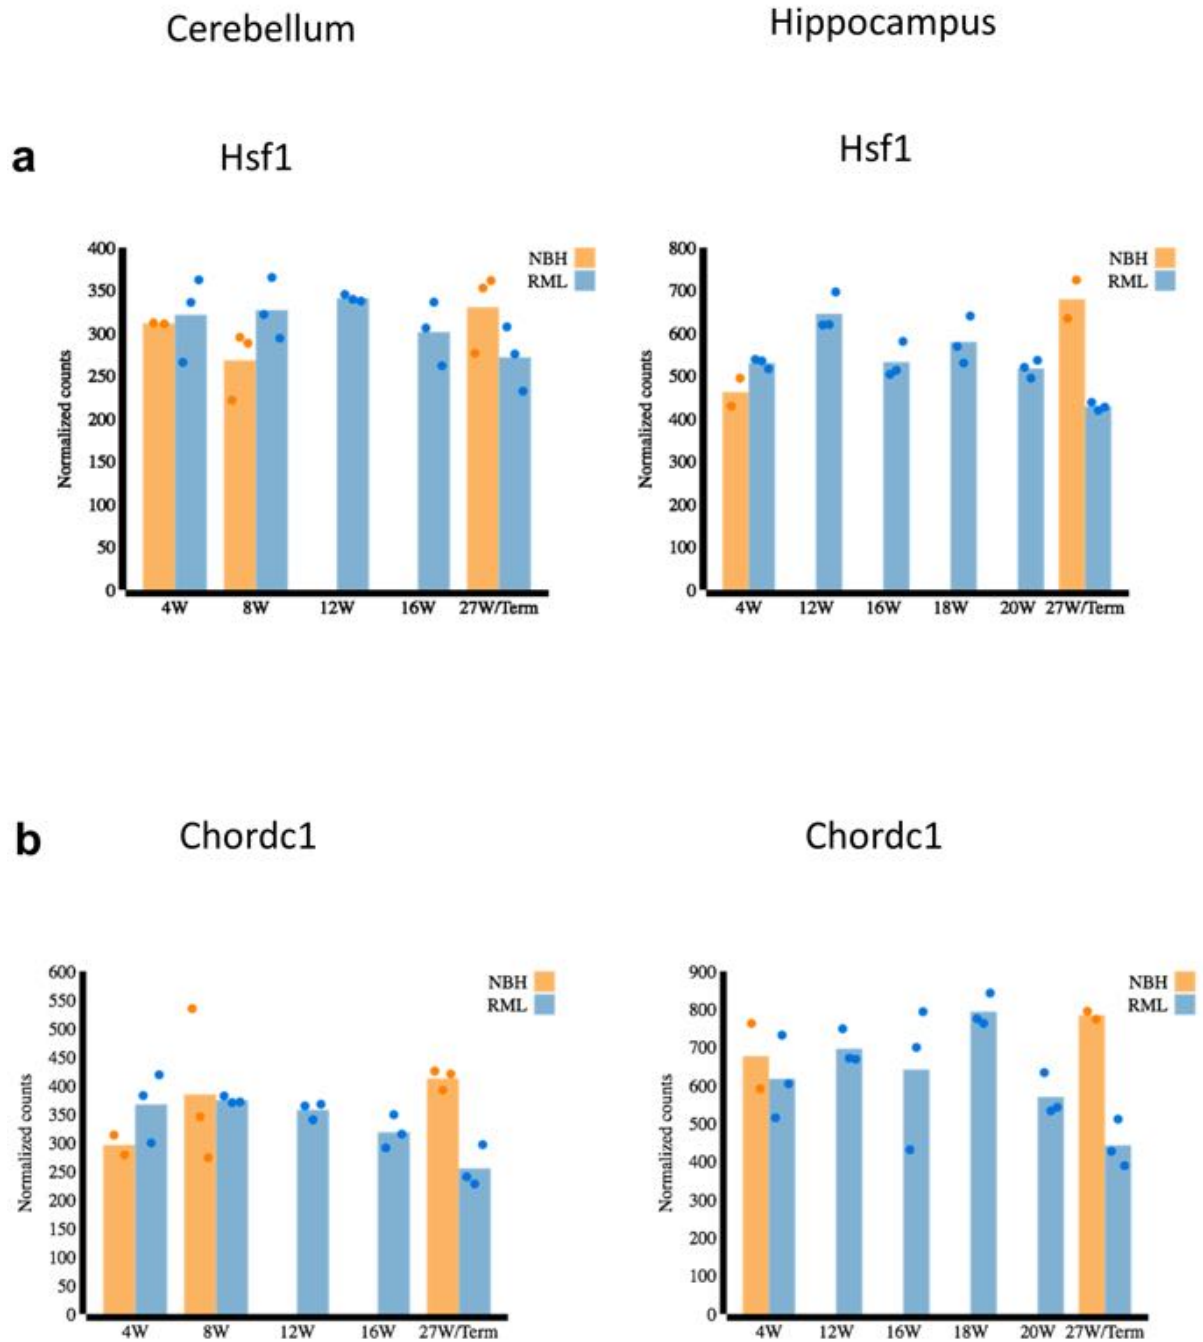 Cerebellum
Hippocampus
a
Hsf1
Hsf1
400
350
300
250
200
150
100
50
0
Normalized counts
NBH
RML
4W 8W 12W 16W 27W/Term
800
700
600
500
400
300
200
100
0
Normalized counts
NBH
RML
4W 12W 16W 18W 20W 27W/Term
b
Chordc1
Chordc1
600
550
500
450
400
350
300
250
200
150
100
50
0
Normalized counts
NBH
RML
4W 8W 12W 16W 27W/Term
900
800
700
600
500
400
300
200
100
0
Normalized counts
NBH
RML
4W 12W 16W 18W 20W 27W/Term